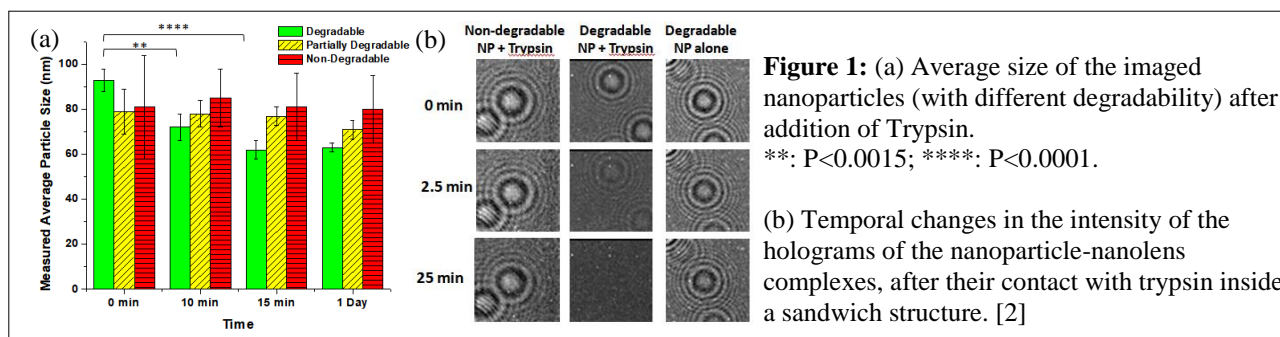 (a)
****
**
Degradable
Partially Degradable
Non-Degradable
Measured Average Particle Size (nm)
100
80
60
40
20
0
0 min
10 min
15 min
1 Day
Time
(b)
Non-degradable
NP + Trypsin
Degradable
NP + Trypsin
Degradable
NP alone
0 min
2.5 min
25 min
Figure 1: (a) Average size of the imaged
nanoparticles (with different degradability) after
addition of Trypsin.
**: P<0.0015; ****: P<0.0001.
(b) Temporal changes in the intensity of the
holograms of the nanoparticle-nanolens
complexes, after their contact with trypsin inside
a sandwich structure. [2]